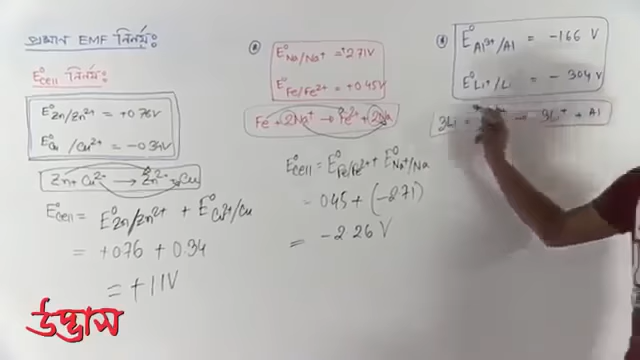 প্রমাণ EMF নির্ণয়:
E°cell নির্ণয়:
E°Zn/Zn²⁺ = +0.76V
E°Cu/Cu²⁺ = −0.34V
Zn + Cu²⁺ → Zn²⁺ + Cu
E°cell = E°Zn/Zn²⁺ + E°Cu²⁺/Cu
= +0.76 + 0.34
= +1.1V
E°Na/Na⁺ = +2.71V
E°Fe/Fe²⁺ = +0.45V
Fe + 2Na⁺ → Fe²⁺ + 2Na
E°cell = E°Fe/Fe²⁺ + E°Na⁺/Na
= 0.45 + (−2.71)
= −2.26 V
E°Al³⁺/Al = −1.66 V
E°Li⁺/Li = −3.04V
3Li + → 3Li⁺ + Al
উদ্ভাস